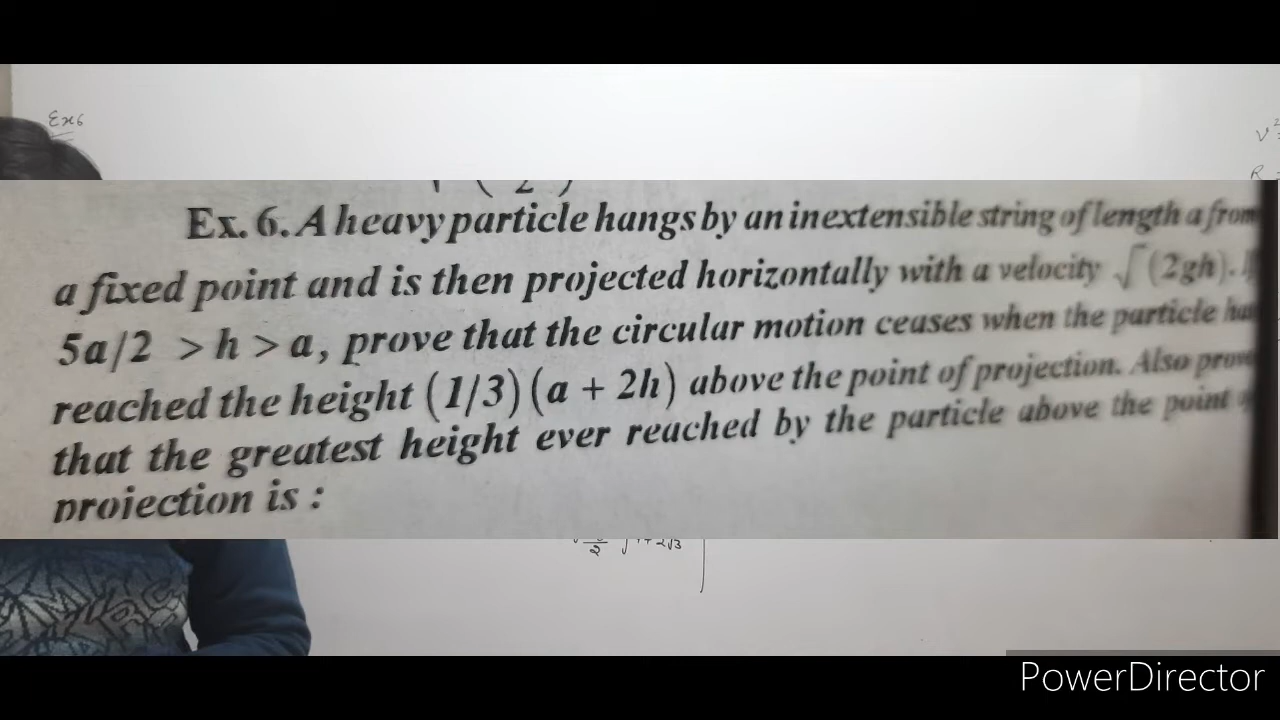 Ex6
V²
R
Ex. 6. A heavy particle hangs by an inextensible string of length a from
a fixed point and is then projected horizontally with a velocity √(2gh).
5a/2 > h > a, prove that the circular motion ceases when the particle ha
reached the height (1/3) (a + 2h) above the point of projection. Also prov
that the greatest height ever reached by the particle above the point
projection is :
PowerDirector